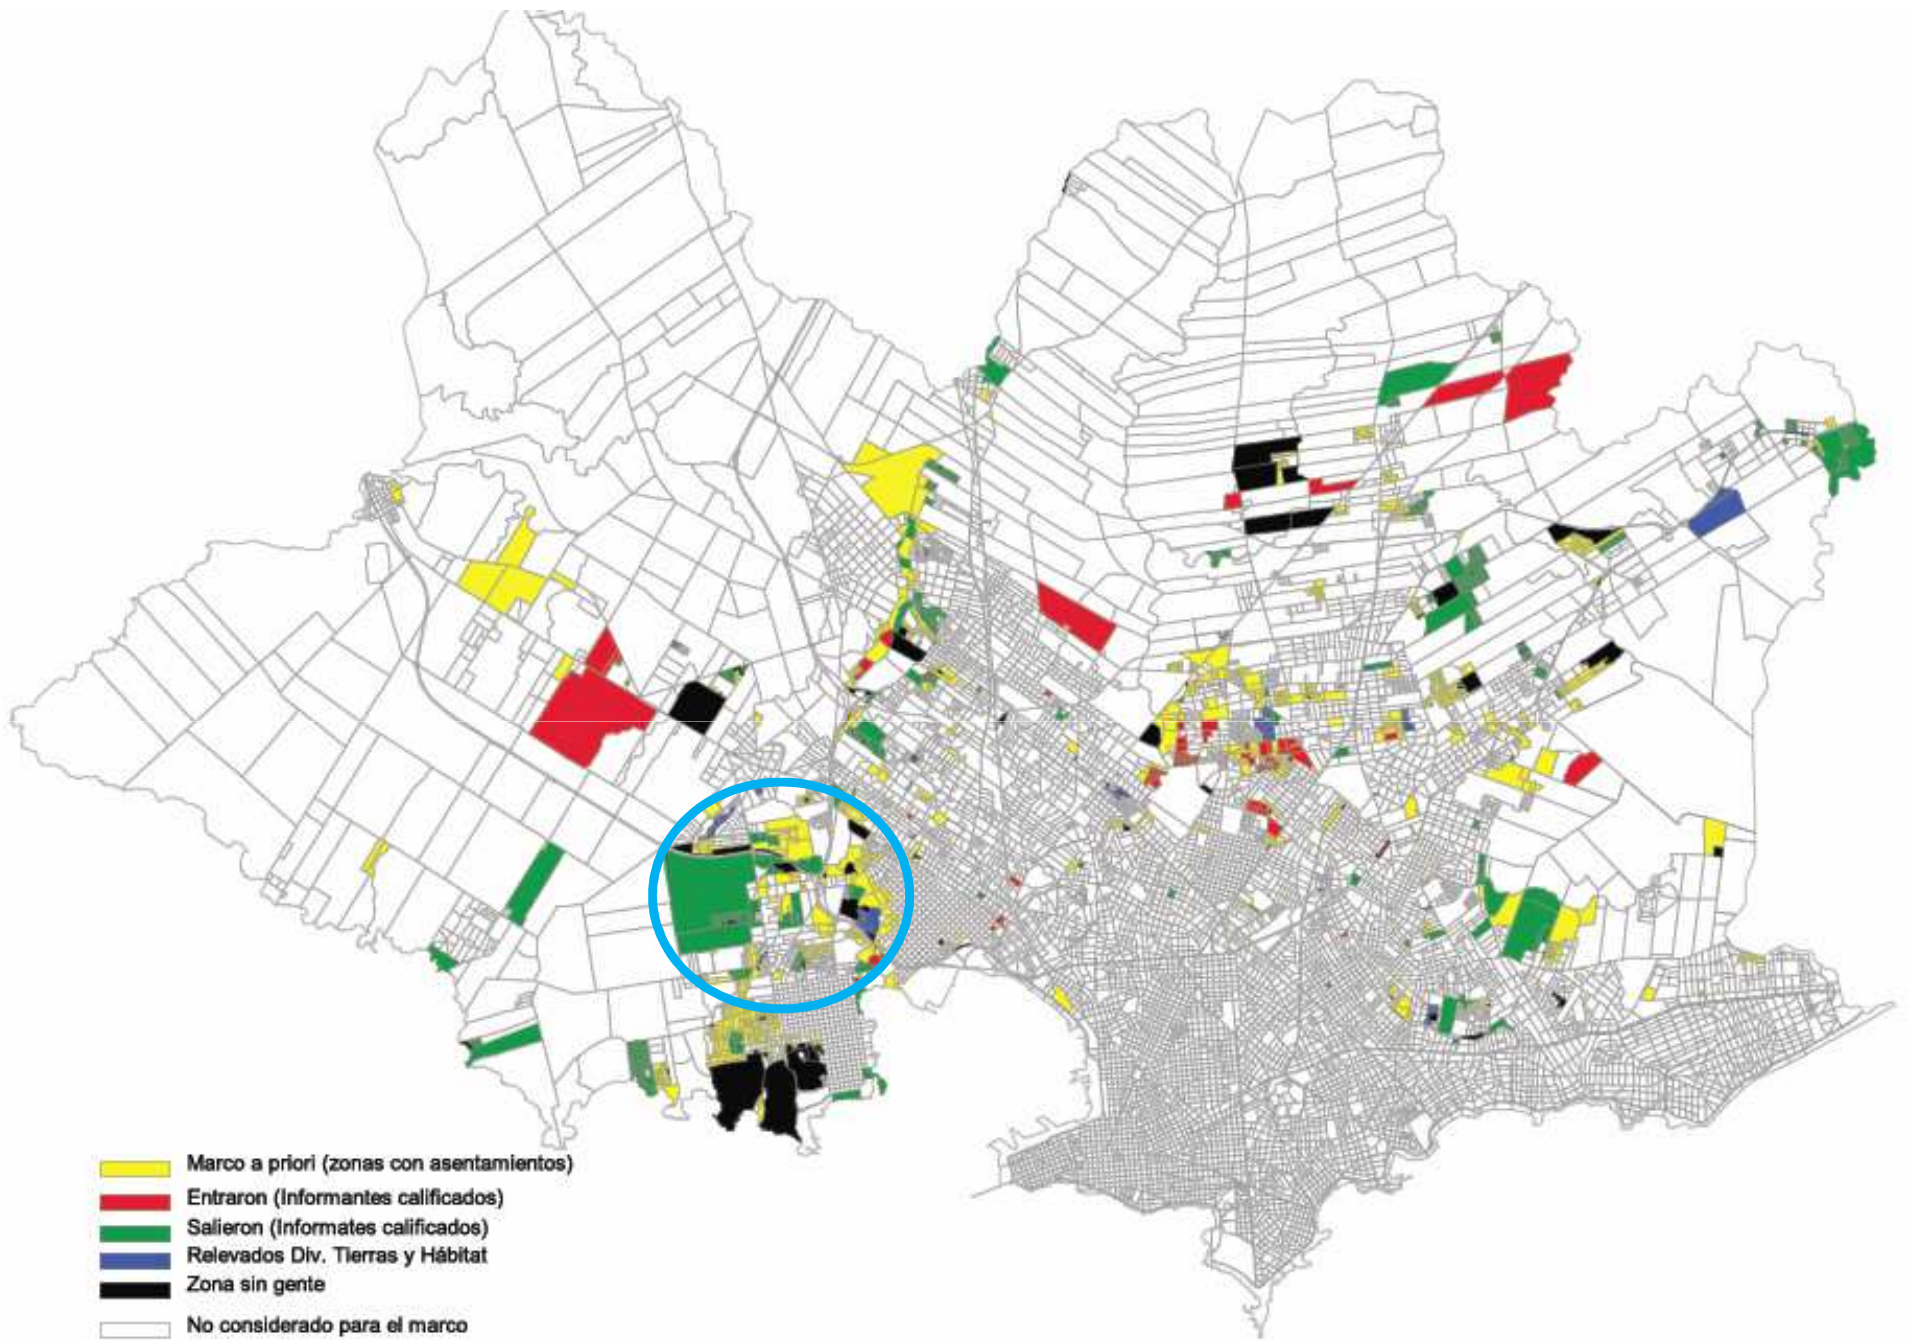 Marco a priori (zonas con asentamientos)
Entraron (Informantes calificados)
Salieron (Informates calificados)
Relevados Div. Tierras y Hábitat
Zona sin gente
No considerado para el marco